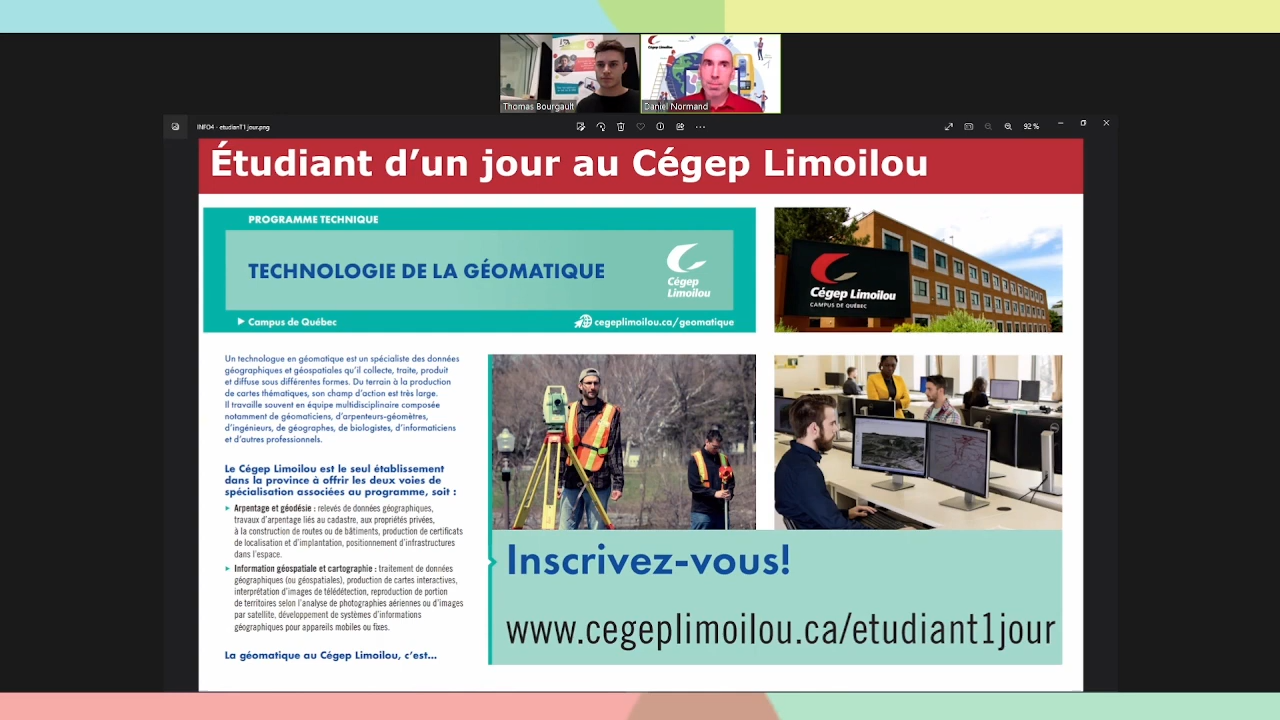 Cégep Limoilou
Thomas Bourgault
Daniel Normand
INFO4 - etudianT1 jour.png
92 %
Étudiant d’un jour au Cégep Limoilou
PROGRAMME TECHNIQUE
TECHNOLOGIE DE LA GÉOMATIQUE
Cégep
Limoilou
Campus de Québec
cegeplimoilou.ca/geomatique
Cégep Limoilou
CAMPUS DE QUÉBEC
Un technologue en géomatique est un spécialiste des données
géographiques et géospatiales qu’il collecte, traite, produit
et diffuse sous différentes formes. Du terrain à la production
de cartes thématiques, son champ d’action est très large.
Il travaille souvent en équipe multidisciplinaire composée
notamment de géomaticiens, d’arpenteurs-géomètres,
d’ingénieurs, de géographes, de biologistes, d’informaticiens
et d’autres professionnels.
Le Cégep Limoilou est le seul établissement
dans la province à offrir les deux voies de
spécialisation associées au programme, soit :
Arpentage et géodésie : relevés de données géographiques,
travaux d’arpentage liés au cadastre, aux propriétés privées,
à la construction de routes ou de bâtiments, production de certificats
de localisation et d’implantation, positionnement d’infrastructures
dans l’espace.
Information géospatiale et cartographie : traitement de données
géographiques (ou géospatiales), production de cartes interactives,
interprétation d’images de télédétection, reproduction de portion
de territoires selon l’analyse de photographies aériennes ou d’images
par satellite, développement de systèmes d’informations
géographiques pour appareils mobiles ou fixes.
La géomatique au Cégep Limoilou, c’est...
Inscrivez-vous!
www.cegeplimoilou.ca/etudiant1jour